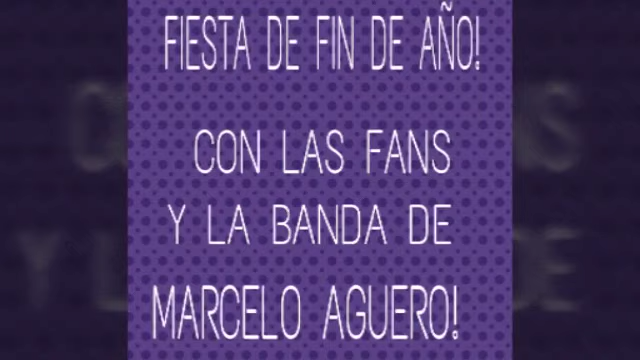 FIESTA DE FIN DE AÑO!
CON LAS FANS
Y LA BANDA DE
MARCELO AGUERO!